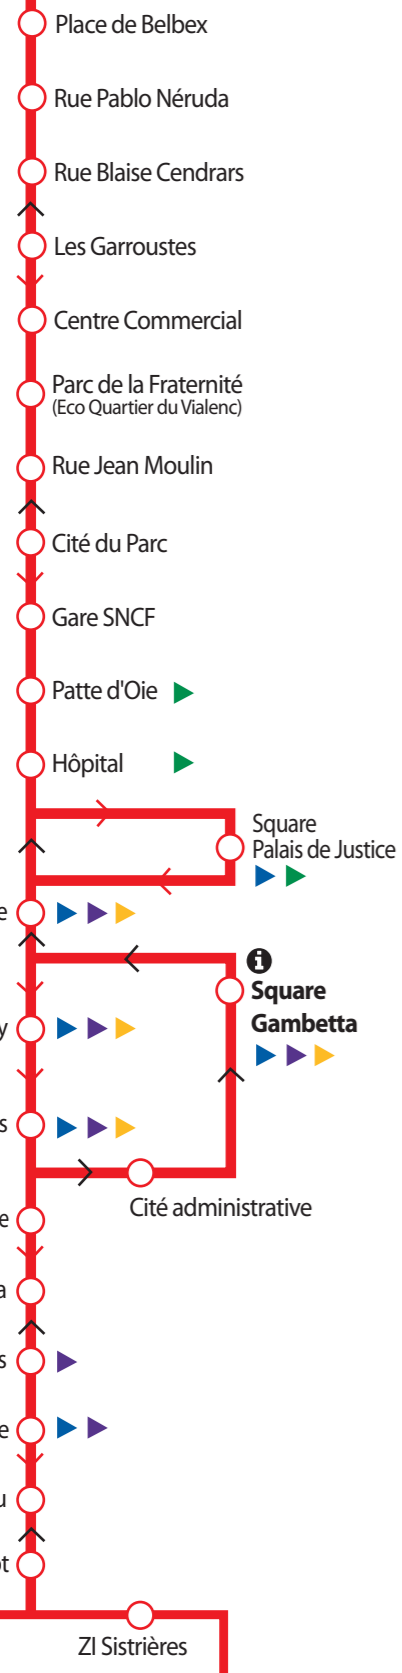 Place de Belbex
Rue Pablo Néruda
Rue Blaise Cendrars
Les Garroustes
Centre Commercial
Parc de la Fraternité
(Eco Quartier du Vialenc)
Rue Jean Moulin
Cité du Parc
Gare SNCF
Patte d'Oie
Hôpital
Square
Palais de Justice
Square
Gambetta
Cité administrative
ZI Sistrières